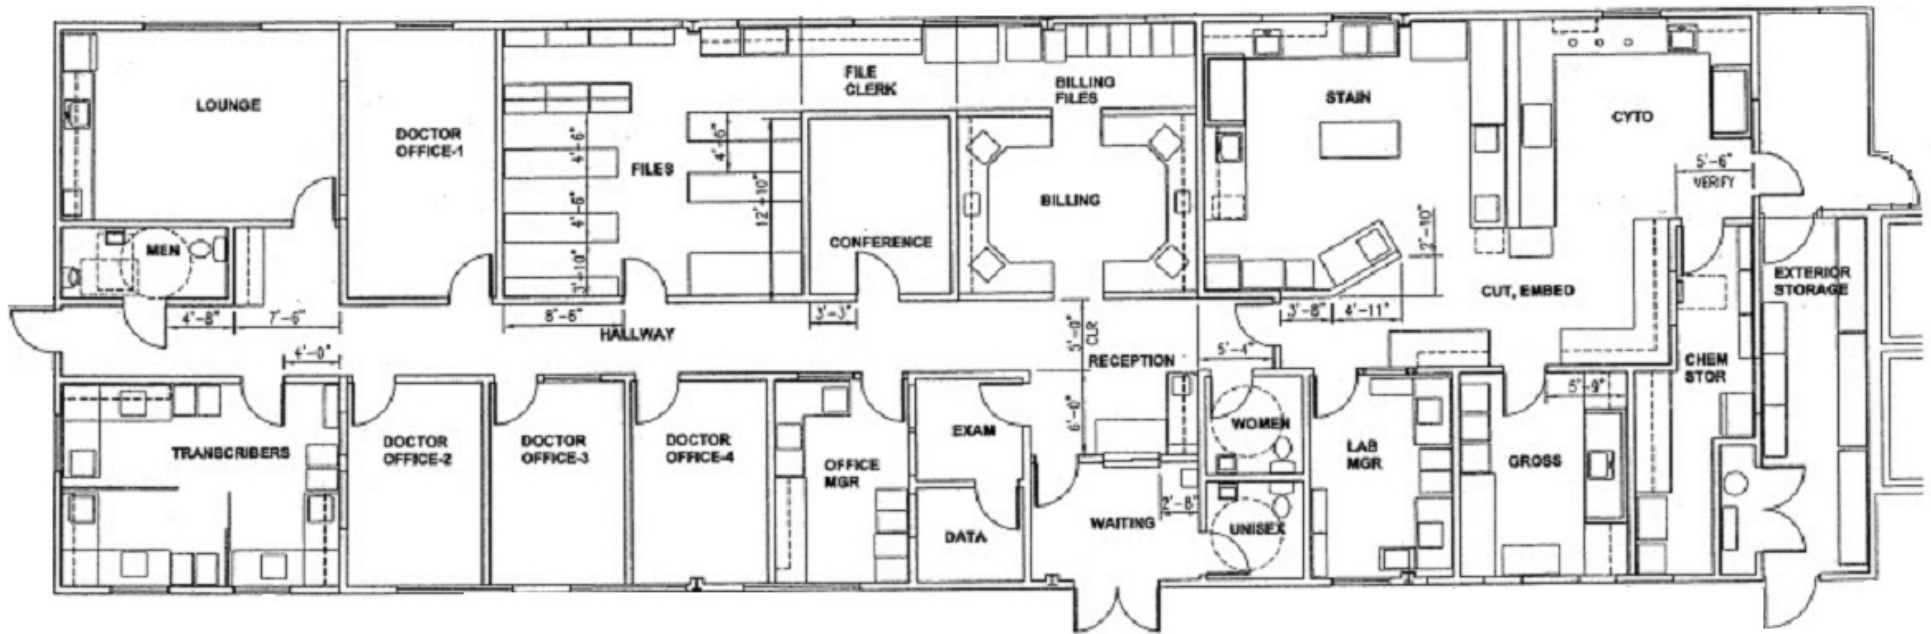 LOUNGE
DOCTOR
OFFICE-1
FILES
4'-6"
4'-6"
3'-10"
4'-6"
12'-10"
FILE
CLERK
BILLING
FILES
CONFERENCE
BILLING
STAIN
CYTO
5'-6"
VERIFY
2'-10"
MEN
4'-8"
7'-6"
4'-0"
8'-6"
HALLWAY
3'-3"
5'-0"
CLR
RECEPTION
6'-0"
5'-4"
3'-8"
4'-11"
CUT, EMBED
EXTERIOR
STORAGE
CHEM
STOR
5'-9"
TRANSCRIBERS
DOCTOR
OFFICE-2
DOCTOR
OFFICE-3
DOCTOR
OFFICE-4
OFFICE
MGR
EXAM
DATA
WAITING
2'-8"
WOMEN
UNISEX
LAB
MGR
GROSS